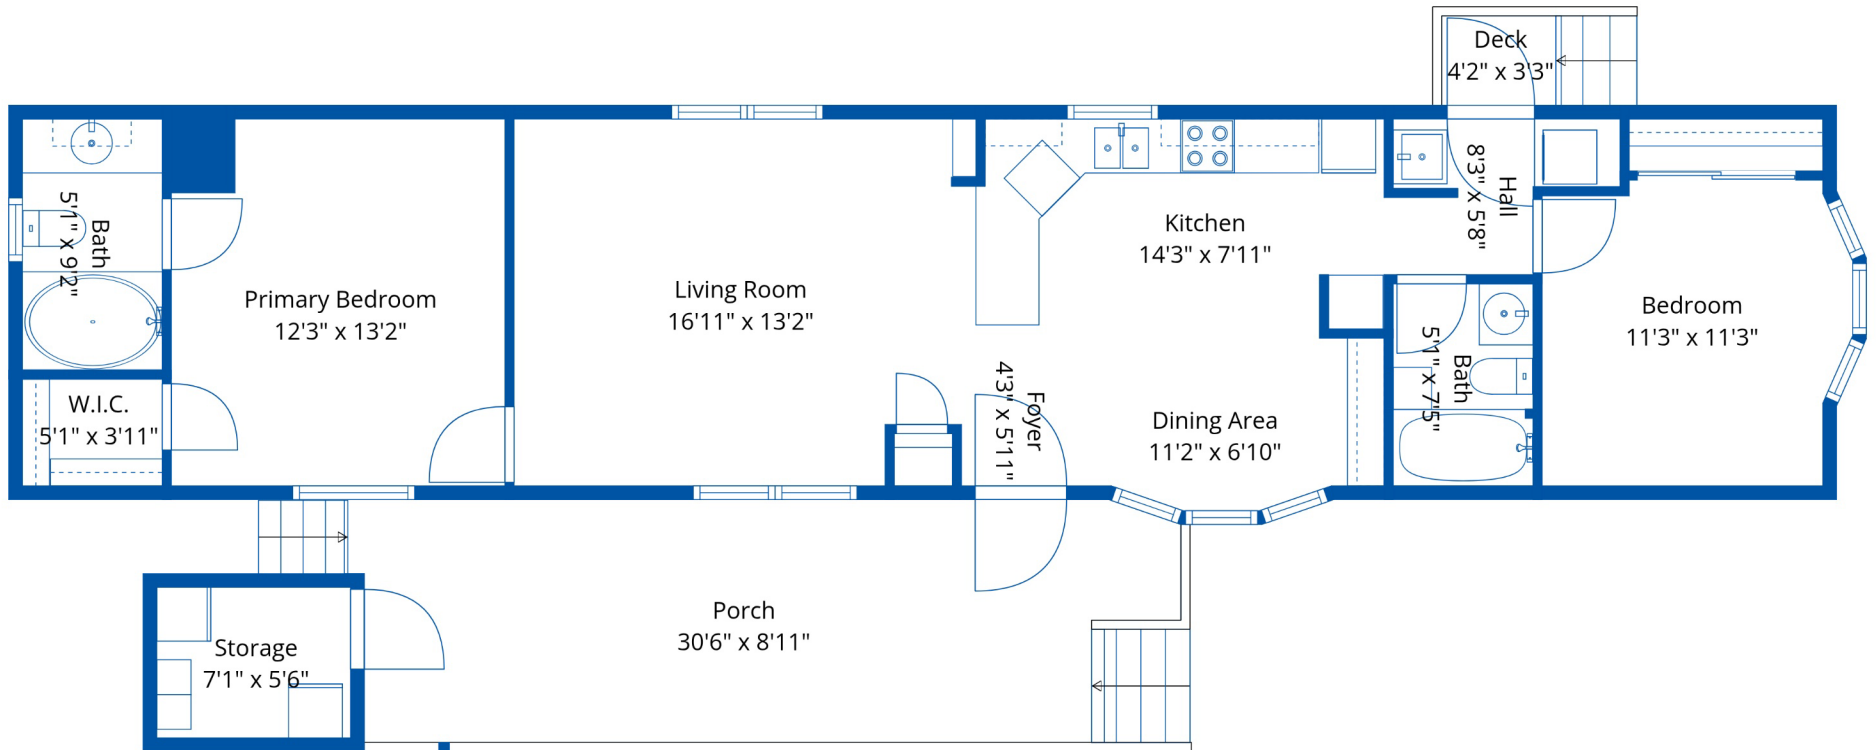 Deck
4'2" x 3'3"
Bath
5'1" x 9'2"
W.I.C.
5'1" x 3'11"
Primary Bedroom
12'3" x 13'2"
Living Room
16'11" x 13'2"
Kitchen
14'3" x 7'11"
Hall
8'3" x 5'8"
Foyer
4'3" x 5'11"
Dining Area
11'2" x 6'10"
Bath
5'1" x 7'5"
Bedroom
11'3" x 11'3"
Storage
7'1" x 5'6"
Porch
30'6" x 8'11"